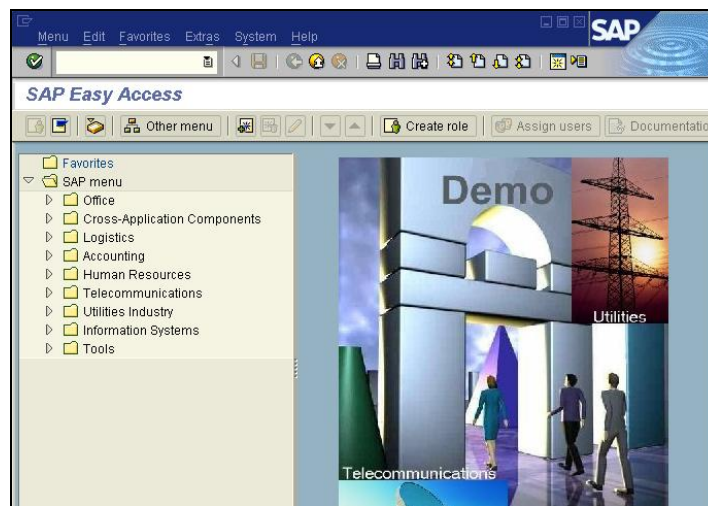 Menu Edit Favorites Extras System Help
SAP
SAP Easy Access
Other menu Create role Assign users Documentatio
Favorites
SAP menu
Office
Cross-Application Components
Logistics
Accounting
Human Resources
Telecommunications
Utilities Industry
Information Systems
Tools
Demo
Utilities
Telecommunications